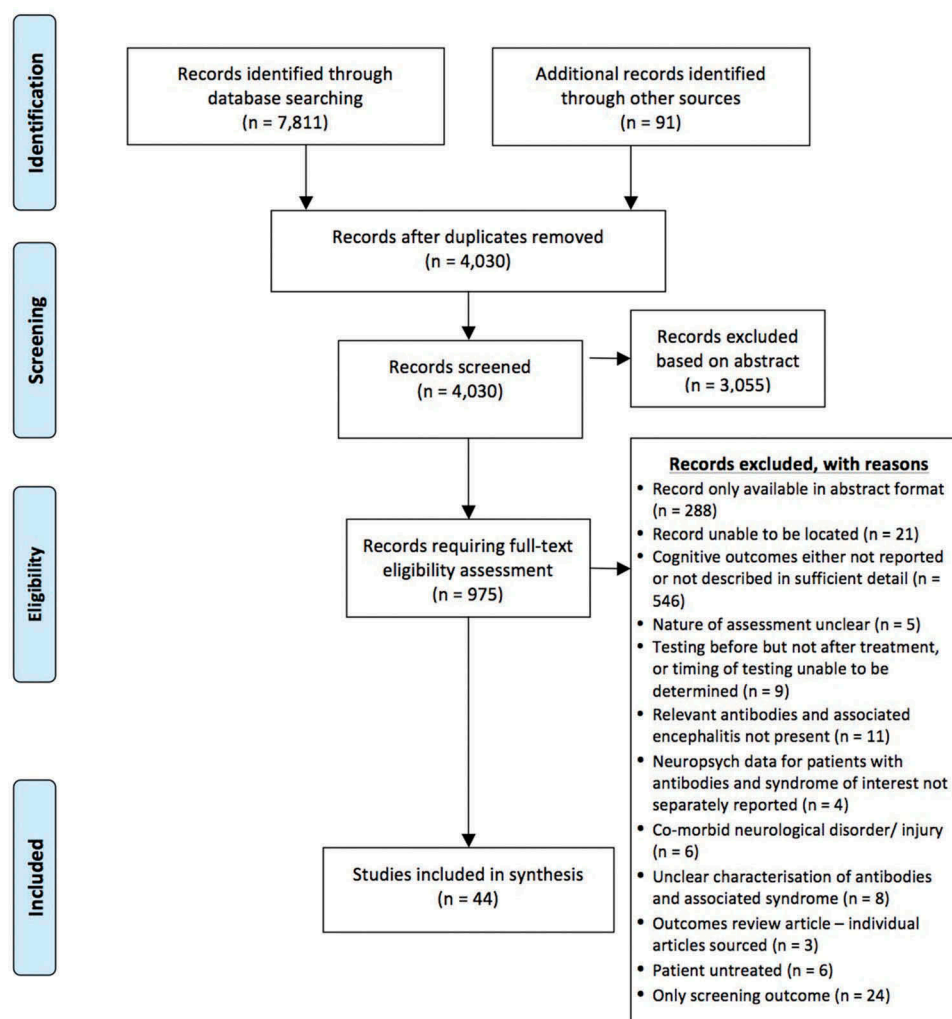 Identification
Records identified through
database searching
(n = 7,811)
Additional records identified
through other sources
(n = 91)
Records after duplicates removed
(n = 4,030)
Screening
Records screened
(n = 4,030)
Records excluded
based on abstract
(n = 3,055)
Eligibility
Records requiring full-text
eligibility assessment
(n = 975)
Records excluded, with reasons
• Record only available in abstract format
(n = 288)
• Record unable to be located (n = 21)
• Cognitive outcomes either not reported
or not described in sufficient detail (n =
546)
• Nature of assessment unclear (n = 5)
• Testing before but not after treatment,
or timing of testing unable to be
determined (n = 9)
• Relevant antibodies and associated
encephalitis not present (n = 11)
• Neuropsych data for patients with
antibodies and syndrome of interest not
separately reported (n = 4)
• Co-morbid neurological disorder/ injury
(n = 6)
• Unclear characterisation of antibodies
and associated syndrome (n = 8)
• Outcomes review article – individual
articles sourced (n = 3)
• Patient untreated (n = 6)
• Only screening outcome (n = 24)
Included
Studies included in synthesis
(n = 44)